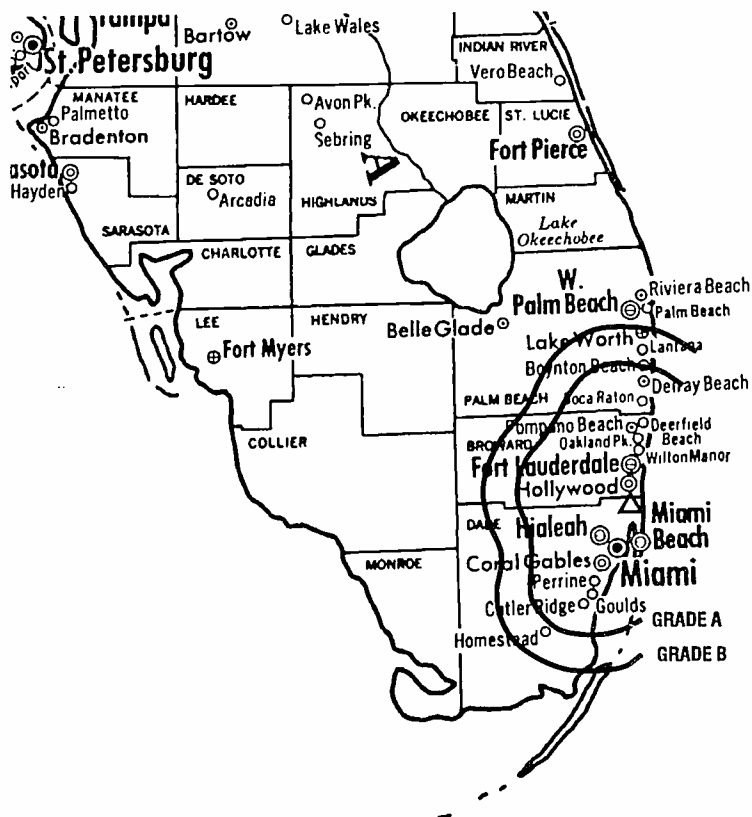 Tampa
Bartow
Lake Wales
St. Petersburg
INDIAN RIVER
Vero Beach
MANATEE
HARDEE
Avon Pk.
OKEECHOBEE
ST. LUCIE
Palmetto
Bradenton
Sebring
Fort Pierce
asota
Hayden
DE SOTO
Arcadia
HIGHLANDS
MARTIN
SARASOTA
Lake
Okeechobee
CHARLOTTE
GLADES
W.
Palm Beach
Riviera Beach
Palm Beach
LEE
HENDRY
Belle Glade
Lake Worth
Lantana
Fort Myers
Boynton Beach
Delray Beach
PALM BEACH
Boca Raton
Pompano Beach
Deerfield
Beach
COLLIER
BROWARD
Oakland Pk.
Wilton Manor
Fort Lauderdale
Hollywood
DADE
Hialeah
Miami
Beach
MONROE
Coral Gables
Miami
Perrine
Cutler Ridge
Goulds
GRADE A
Homestead
GRADE B